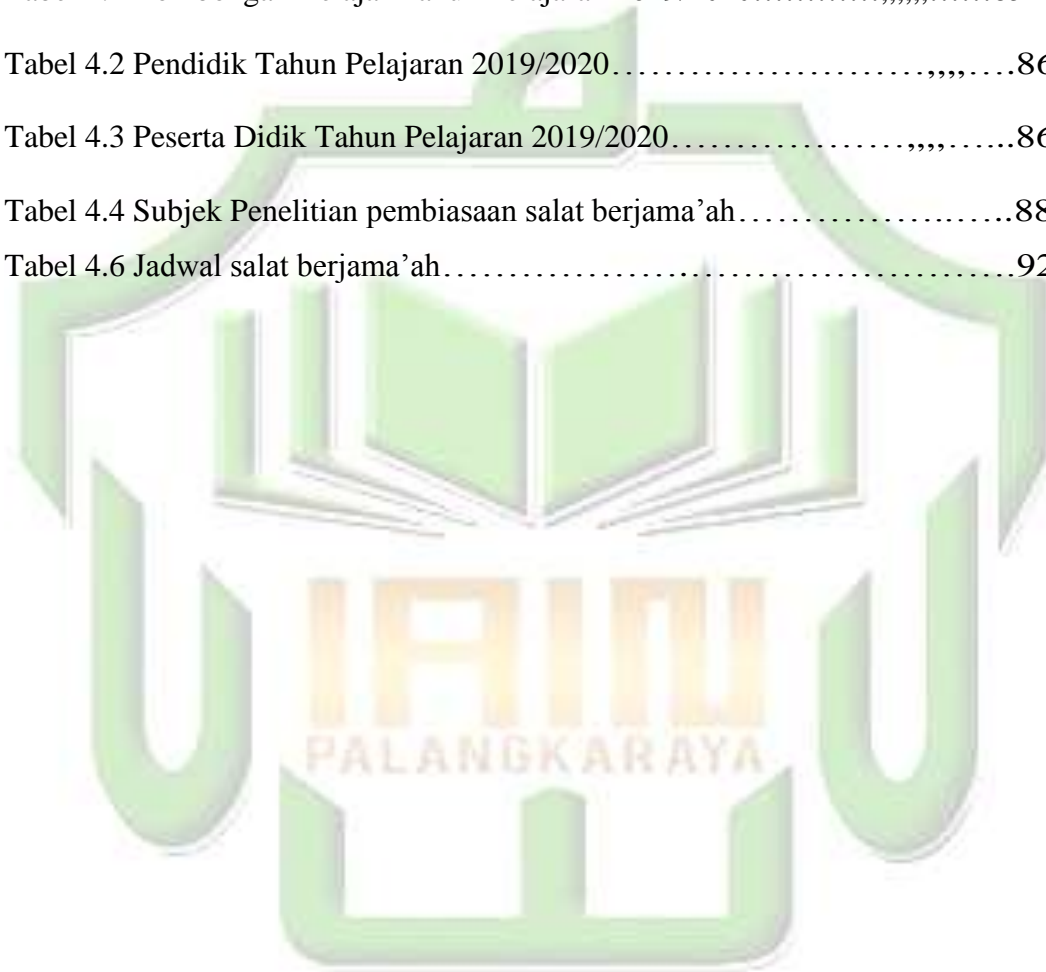 Tabel 4.2 Pendidik Tahun Pelajaran 2019/2020……………………….,,,,….86
Tabel 4.3 Peserta Didik Tahun Pelajaran 2019/2020…………………,,,,…...86
Tabel 4.4 Subjek Penelitian pembiasaan salat berjama’ah………………..…..88
Tabel 4.6 Jadwal salat berjama’ah…………………..…………………………92
IAIN
PALANGKARAYA